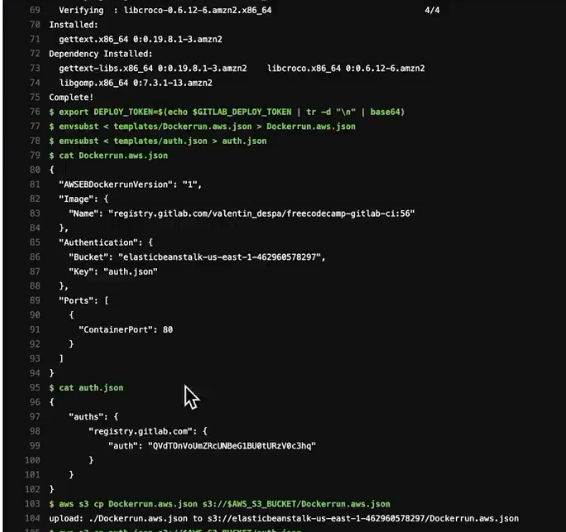 69 Verifying : libcroco-0.6.12-6.amzn2.x86_64 4/4
70 Installed:
71 gettext.x86_64 0:0.19.8.1-3.amzn2
72 Dependency Installed:
73 gettext-libs.x86_64 0:0.19.8.1-3.amzn2 libcroco.x86_64 0:0.6.12-6.amzn2
74 libgomp.x86_64 0:7.3.1-13.amzn2
75 Complete!
76 $ export DEPLOY_TOKEN=$(echo $GITLAB_DEPLOY_TOKEN | tr -d "\n" | base64)
77 $ envsubst < templates/Dockerrun.aws.json > Dockerrun.aws.json
78 $ envsubst < templates/auth.json > auth.json
79 $ cat Dockerrun.aws.json
80 {
81 "AWSEBDockerrunVersion": "1",
82 "Image": {
83 "Name": "registry.gitlab.com/valentin_despa/freecodecamp-gitlab-ci:56"
84 },
85 "Authentication": {
86 "Bucket": "elasticbeanstalk-us-east-1-462960578297",
87 "Key": "auth.json"
88 },
89 "Ports": [
90 {
91 "ContainerPort": 80
92 }
93 ]
94 }
95 $ cat auth.json
96 {
97 "auths": {
98 "registry.gitlab.com": {
99 "auth": "QVdTOnVoUmZRcUNBeG1BU0tURzV0c3hq"
100 }
101 }
102 }
103 $ aws s3 cp Dockerrun.aws.json s3://$AWS_S3_BUCKET/Dockerrun.aws.json
104 upload: ./Dockerrun.aws.json to s3://elasticbeanstalk-us-east-1-462960578297/Dockerrun.aws.json